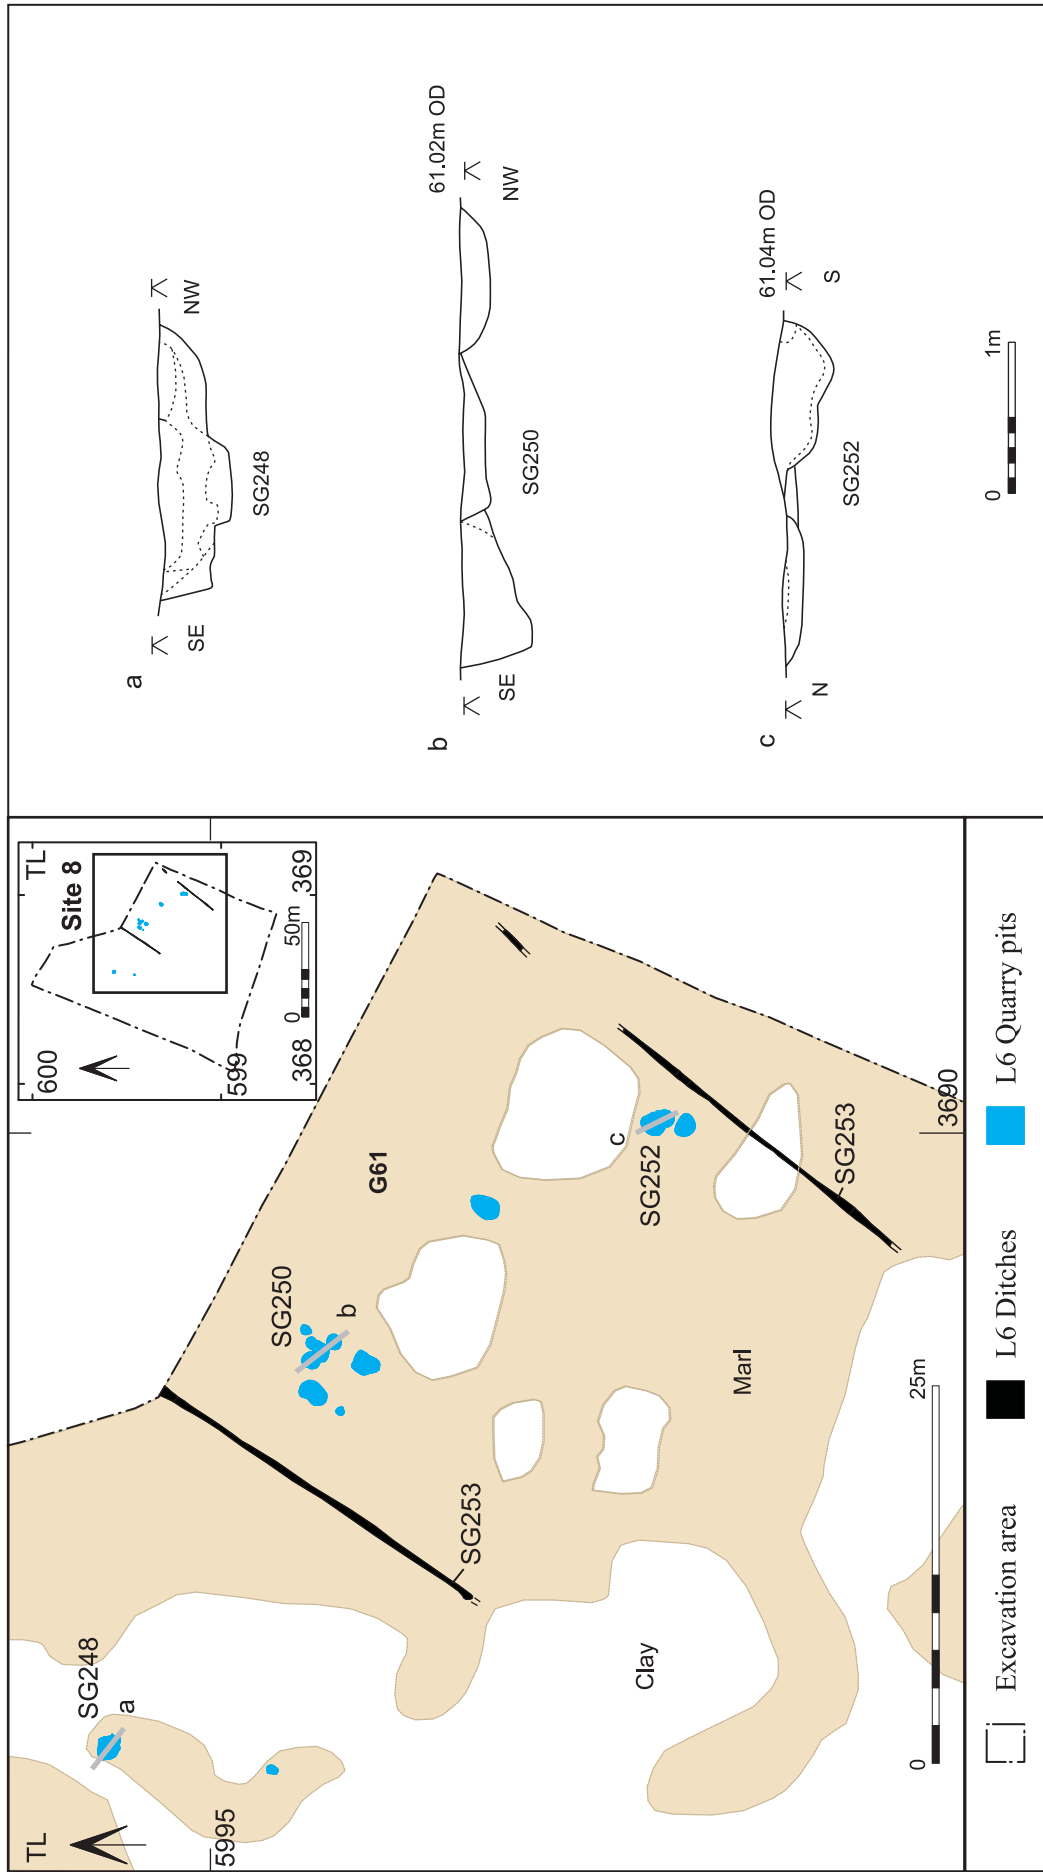 TL
5995
SG248
a
SG253
SG250
b
G61
SG252
c
SG253
3690
Clay
Marl
0
25m
TL
Site 8
600
599
368
369
0
50m
Excavation area
L6 Ditches
L6 Quarry pits
a
SE
NW
SG248
b
SE
61.02m OD
NW
SG250
c
N
61.04m OD
S
SG252
0
1m